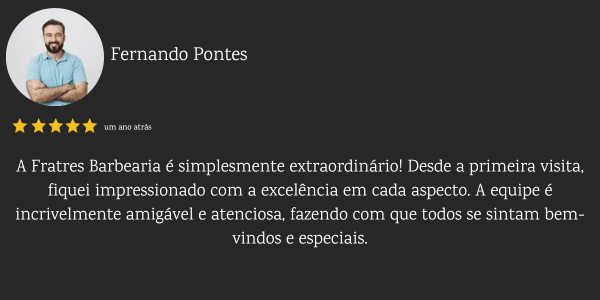 Fernando Pontes
um ano atrás
A Fratres Barbearia é simplesmente extraordinário! Desde a primeira visita,
fiquei impressionado com a excelência em cada aspecto. A equipe é
incrivelmente amigável e atenciosa, fazendo com que todos se sintam bem-
vindos e especiais.